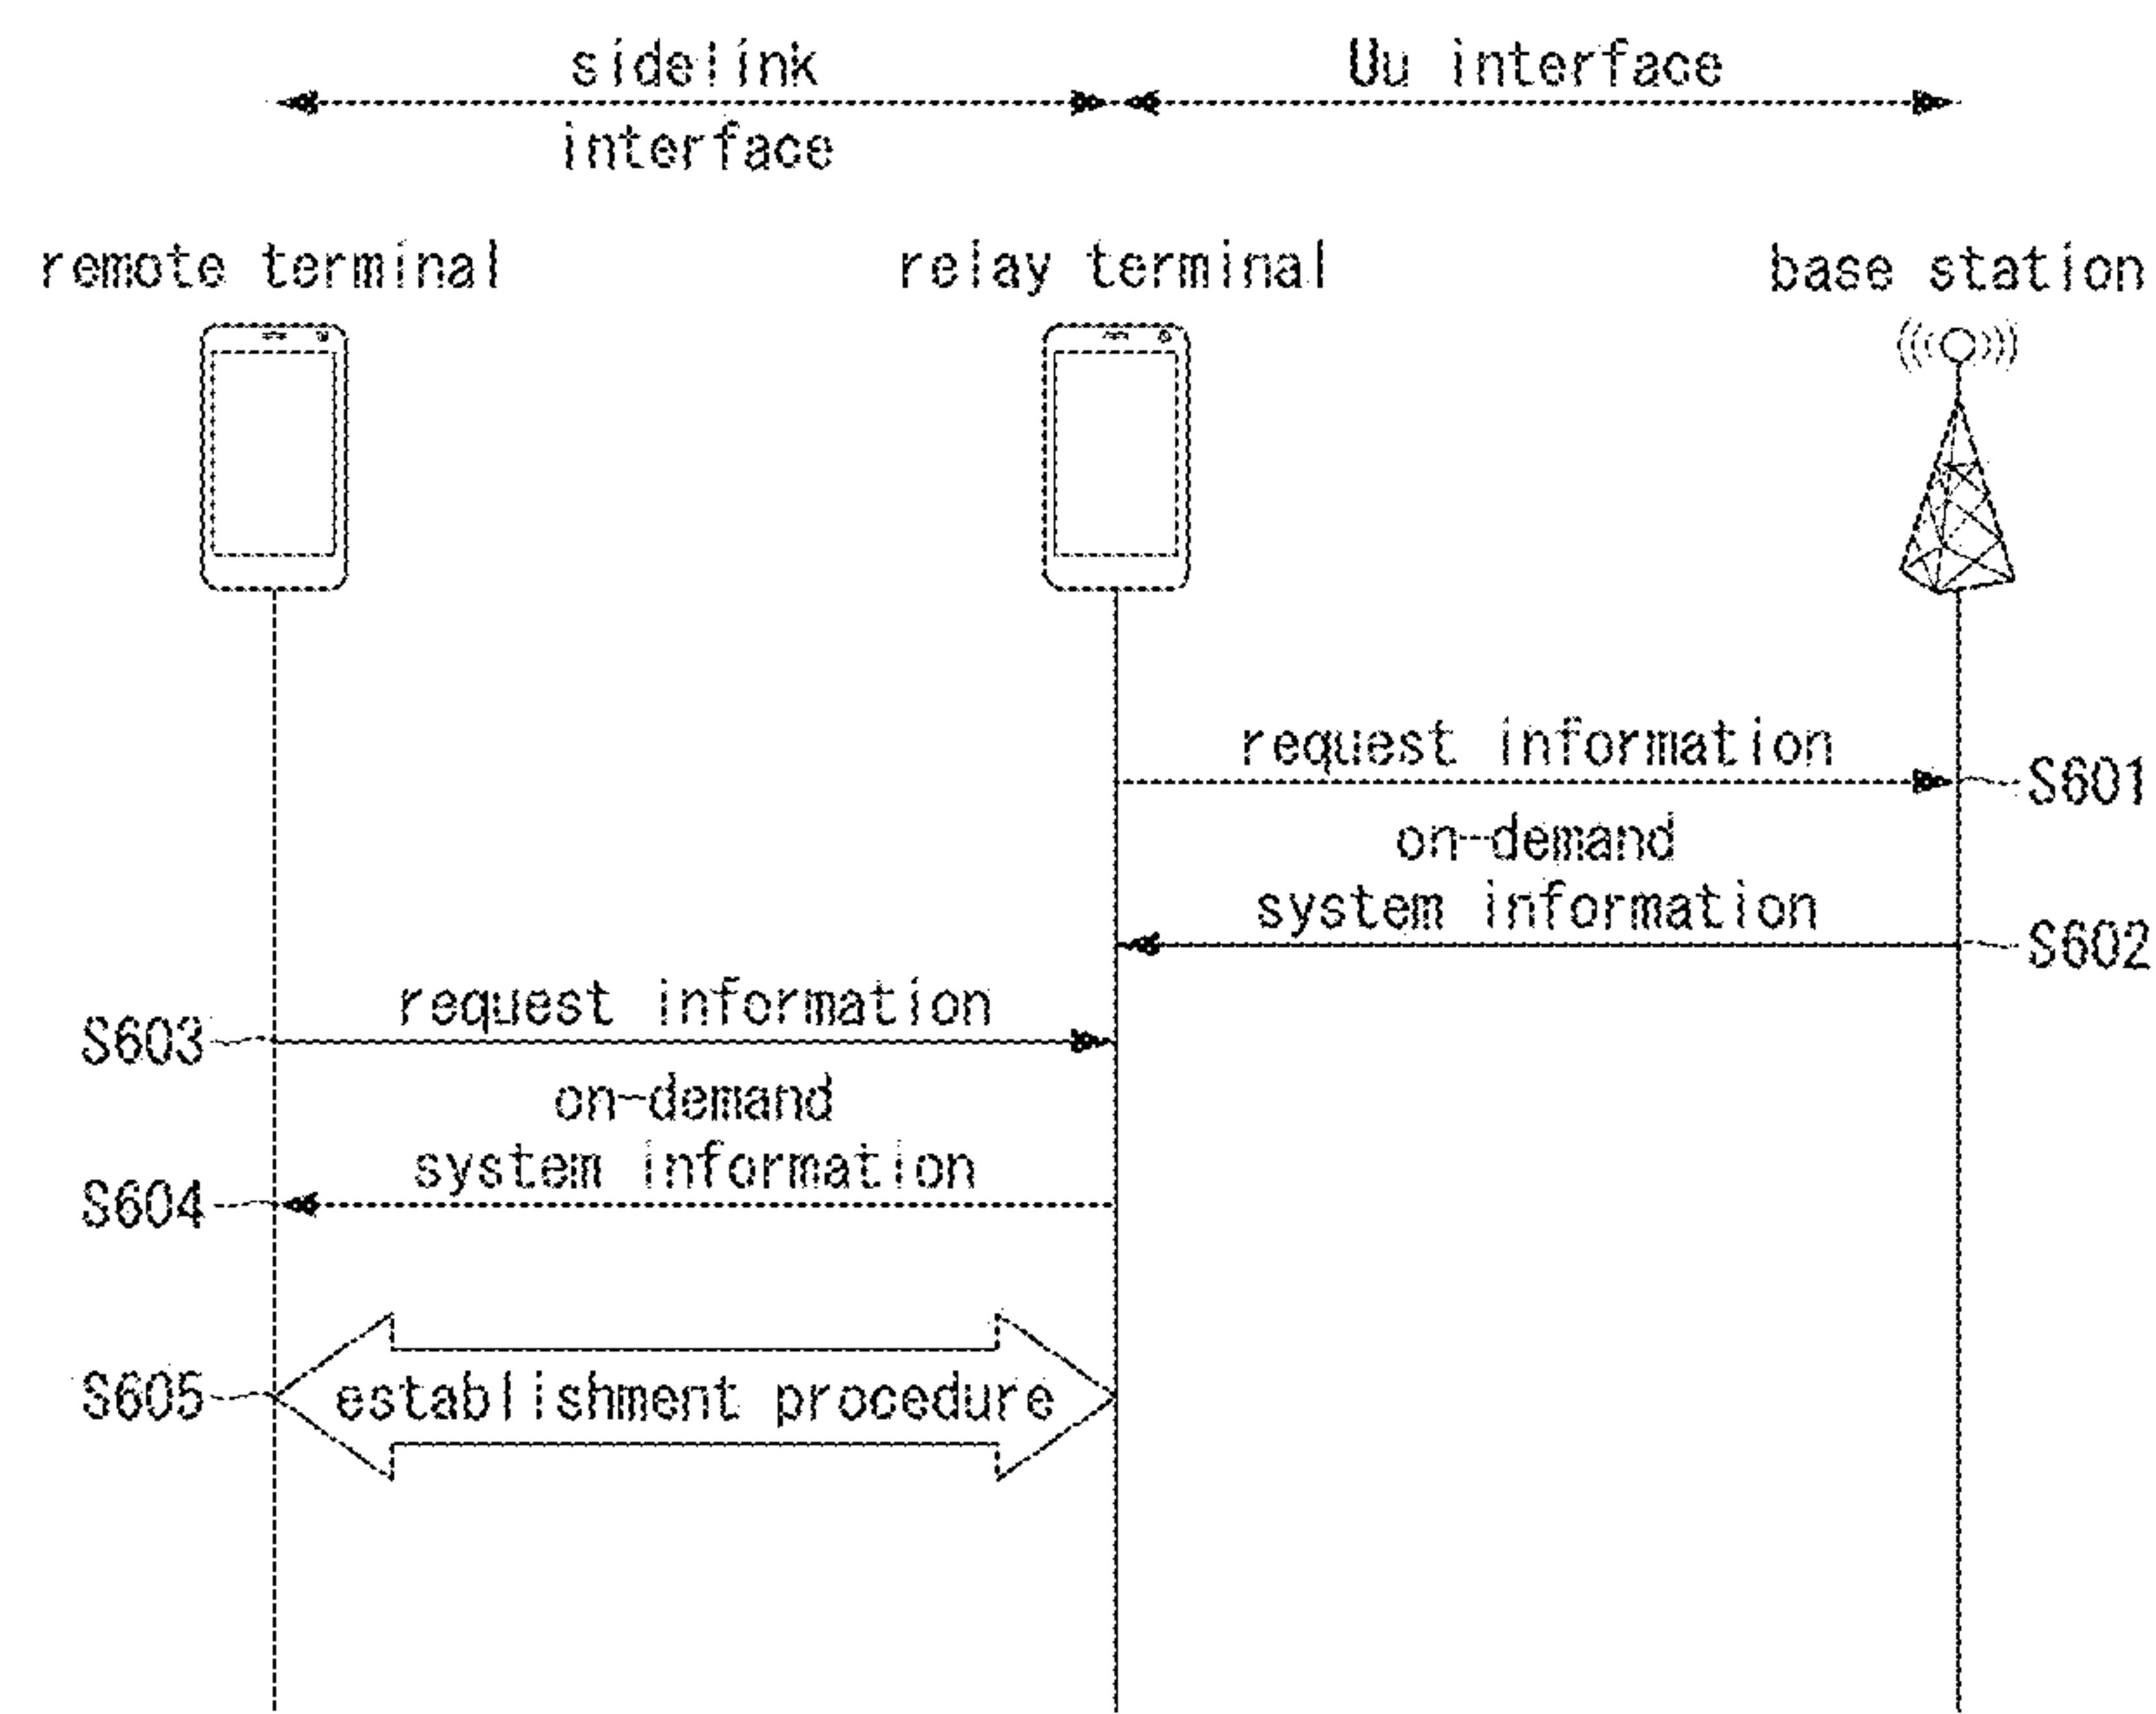 sidelink
interface
Uu interface
remote terminal
relay terminal
base station
request information
S601
on-demand
system information
S602
request information
S603
on-demand
system information
S604
establishment procedure
S605